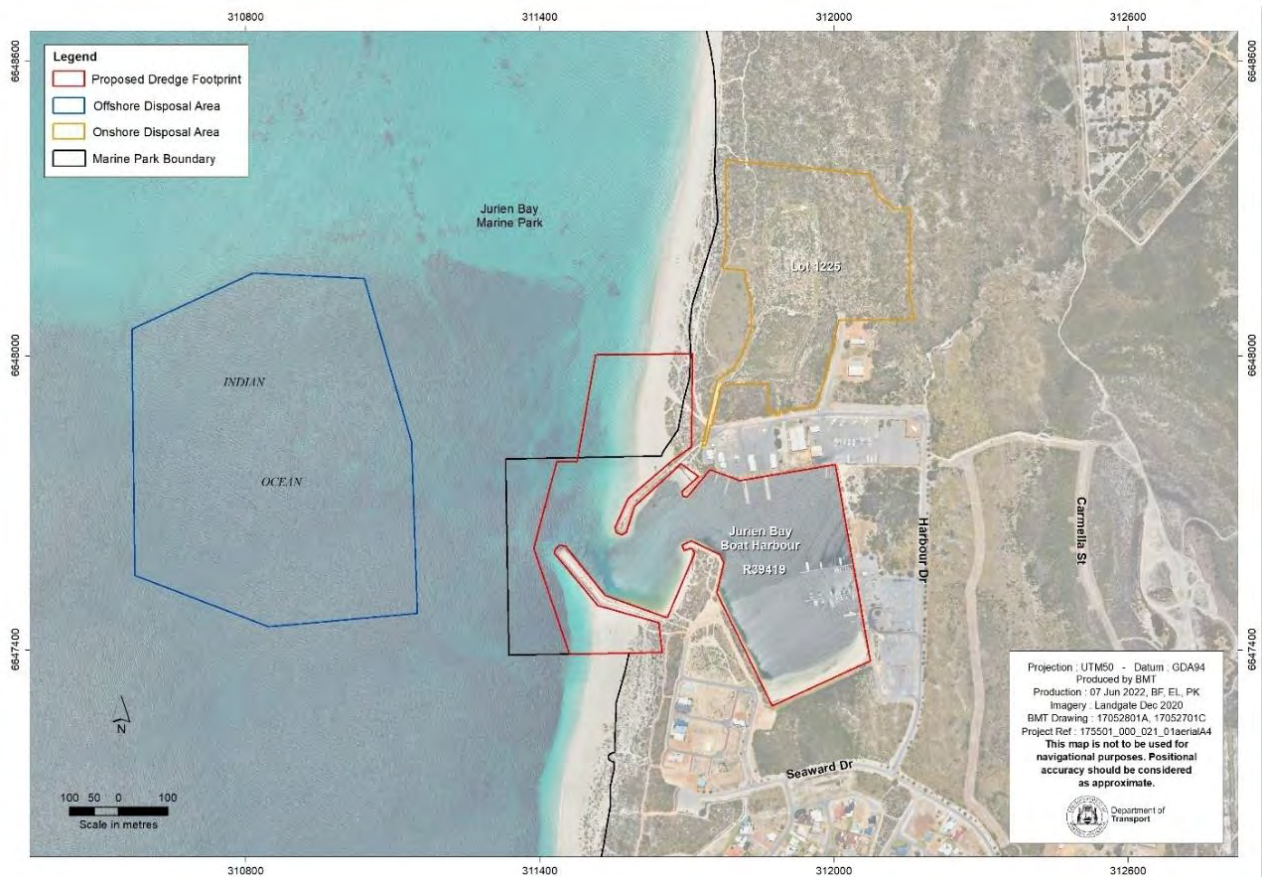 310800
311400
312000
312600
6648600
6648600
Legend
Proposed Dredge Footprint
Offshore Disposal Area
Onshore Disposal Area
Marine Park Boundary
Jurien Bay
Marine Park
Lot 1225
6648000
6648000
INDIAN
OCEAN
Jurien Bay
Boat Harbour
R39419
Harbour Dr
Carmella St
6647400
6647400
Seaward Dr
N
100 50 0 100
Scale in metres
Projection : UTM50 - Datum : GDA94
Produced by BMT
Production : 07 Jun 2022, BF, EL, PK
Imagery : Landgate Dec 2020
BMT Drawing : 17052801A, 17052701C
Project Ref : 175501_000_021_01aerialA4
This map is not to be used for
navigational purposes. Positional
accuracy should be considered
as approximate.
Department of
Transport
310800
311400
312000
312600